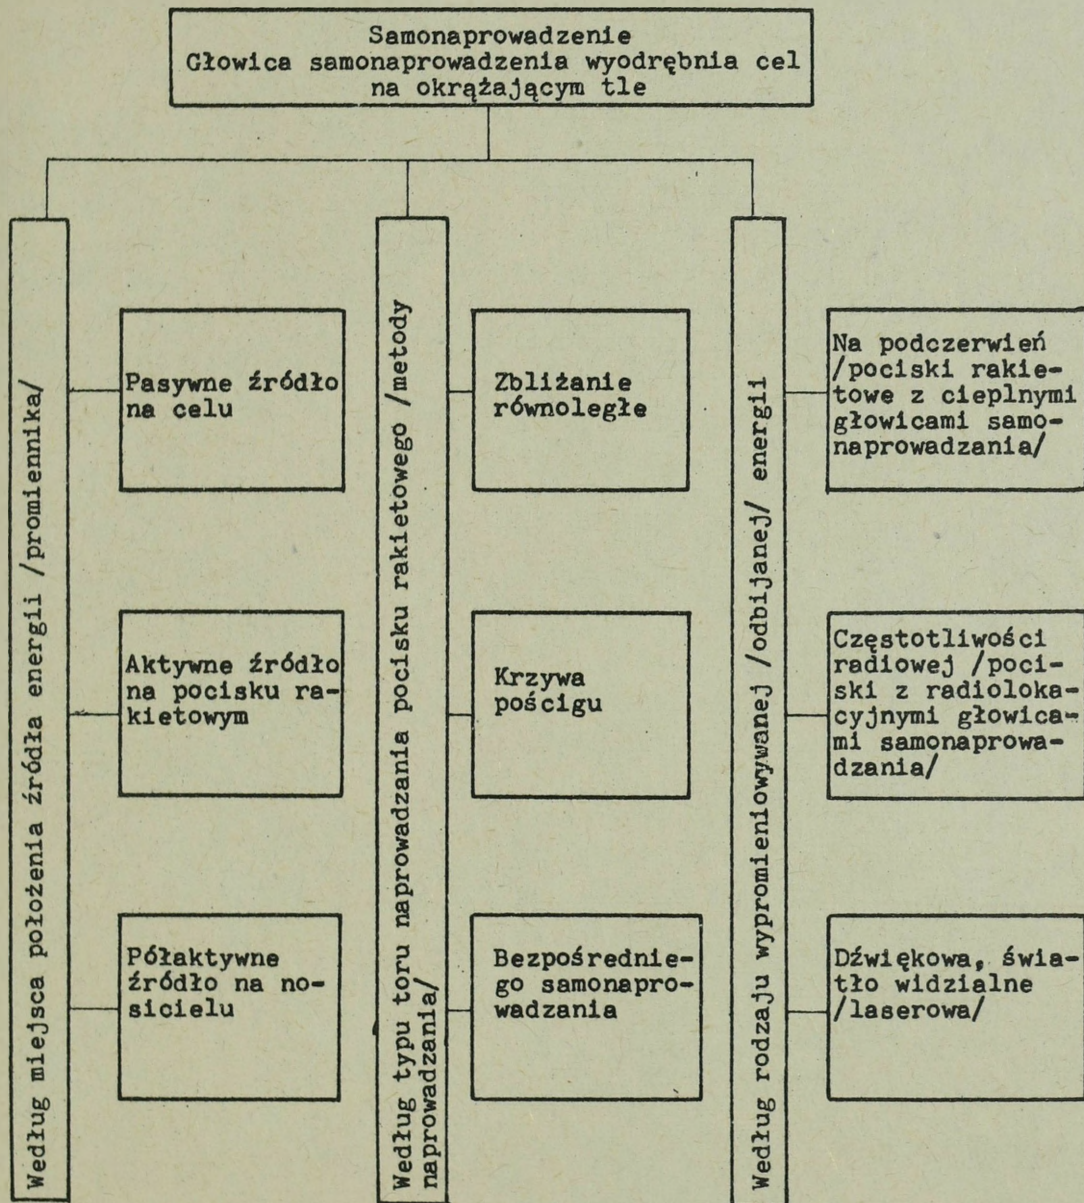 Samonaprowadzenie
Głowica samonaprowadzenia wyodrębnia cel
na okrążającym tle
Według miejsca położenia źródła energii /promiennika/
Pasywne źródło
na celu
Aktywne źródło
na pocisku ra-
kietowym
Półaktywne
źródło na no-
sicielu
Według typu toru naprowadzania pocisku rakietowego /metody
naprowadzania/
Zbliżanie
równoległe
Krzywa
pościgu
Bezpośrednie-
go samonapro-
wadzania
Według rodzaju wypromieniowywanej /odbijanej/ energii
Na podczerwień
/pociski rakie-
towe z cieplnymi
głowicami samo-
naprowadzania/
Częstotliwości
radiowej /poci-
ski z radioloka-
cyjnymi głowica-
mi samonaprowa-
dzania/
Dźwiękowa, świa-
tło widzialne
/laserowa/